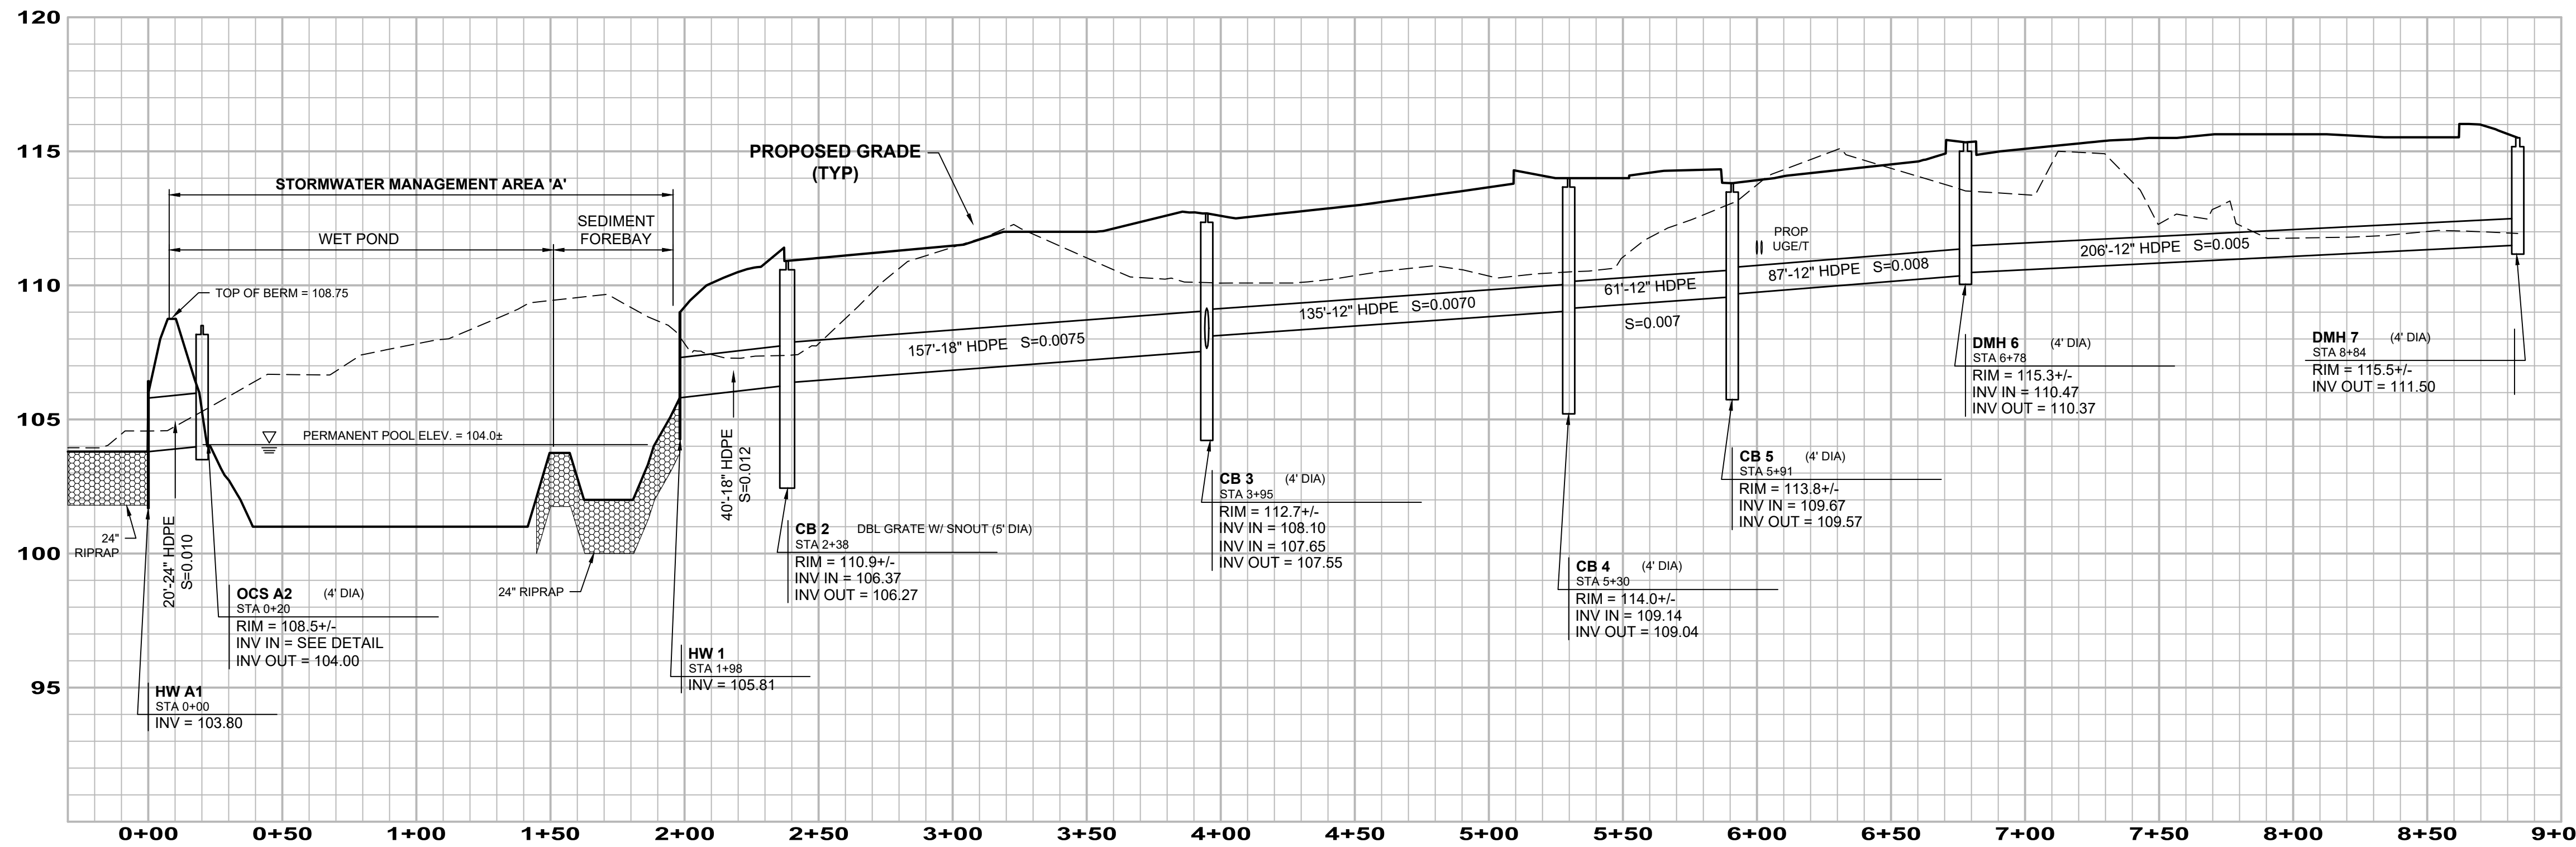 120
115
110
105
100
95
PROPOSED GRADE
(TYP)
STORMWATER MANAGEMENT AREA 'A'
WET POND
SEDIMENT
FOREBAY
TOP OF BERM = 108.75
PERMANENT POOL ELEV. = 104.0±
24"
RIPRAP
20'-24" HDPE
S=0.010
24" RIPRAP
40'-18" HDPE
S=0.012
157'-18" HDPE S=0.0075
135'-12" HDPE S=0.0070
61'-12" HDPE
S=0.007
PROP
UGE/T
87'-12" HDPE S=0.008
206'-12" HDPE S=0.005
HW A1
STA 0+00
INV = 103.80
OCS A2 (4' DIA)
STA 0+20
RIM = 108.5+/-
INV IN = SEE DETAIL
INV OUT = 104.00
HW 1
STA 1+98
INV = 105.81
CB 2 DBL GRATE W/ SNOUT (5' DIA)
STA 2+38
RIM = 110.9+/-
INV IN = 106.37
INV OUT = 106.27
CB 3 (4' DIA)
STA 3+95
RIM = 112.7+/-
INV IN = 108.10
INV IN = 107.65
INV OUT = 107.55
CB 4 (4' DIA)
STA 5+30
RIM = 114.0+/-
INV IN = 109.14
INV OUT = 109.04
CB 5 (4' DIA)
STA 5+91
RIM = 113.8+/-
INV IN = 109.67
INV OUT = 109.57
DMH 6 (4' DIA)
STA 6+78
RIM = 115.3+/-
INV IN = 110.47
INV OUT = 110.37
DMH 7 (4' DIA)
STA 8+84
RIM = 115.5+/-
INV OUT = 111.50
0+00 0+50 1+00 1+50 2+00 2+50 3+00 3+50 4+00 4+50 5+00 5+50 6+00 6+50 7+00 7+50 8+00 8+50 9+0